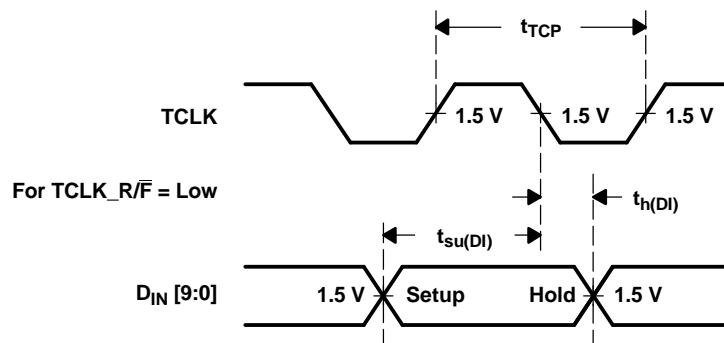 tTCP
TCLK
1.5 V
1.5 V
1.5 V
For TCLK_R/F̅ = Low
th(DI)
tsu(DI)
DIN [9:0]
1.5 V
Setup
Hold
1.5 V